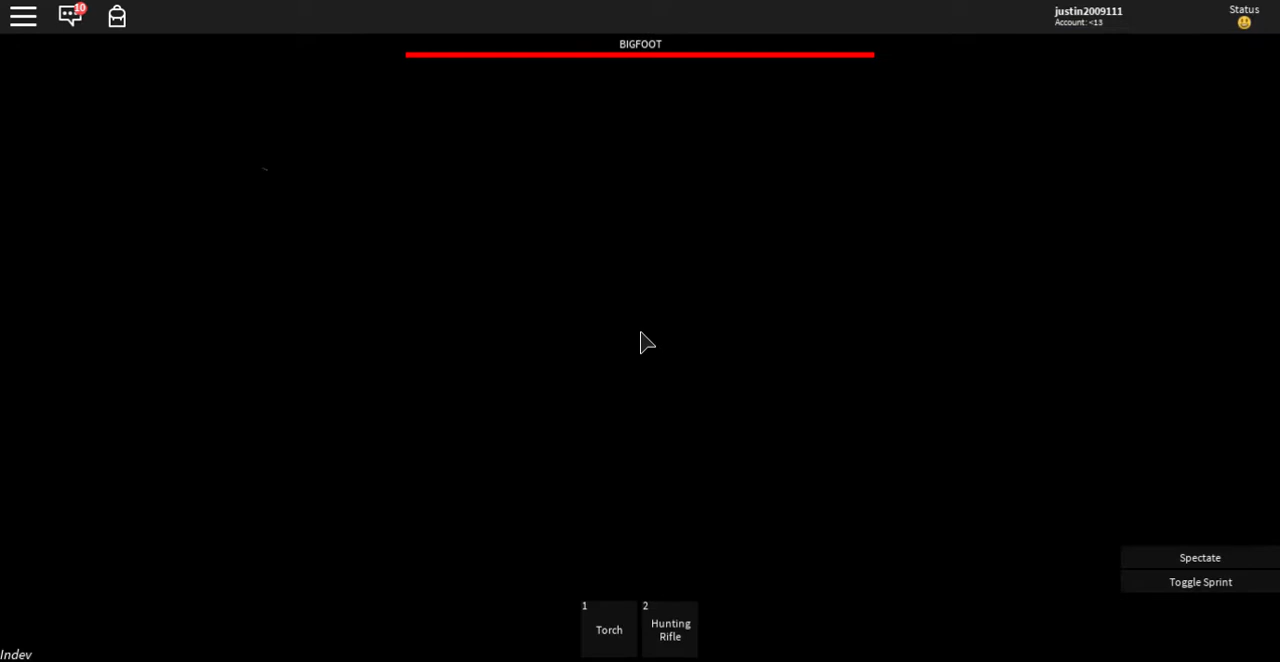 10
justin2009111
Account: <13
Status
BIGFOOT
Spectate
Toggle Sprint
1
Torch
2
Hunting
Rifle
Indev